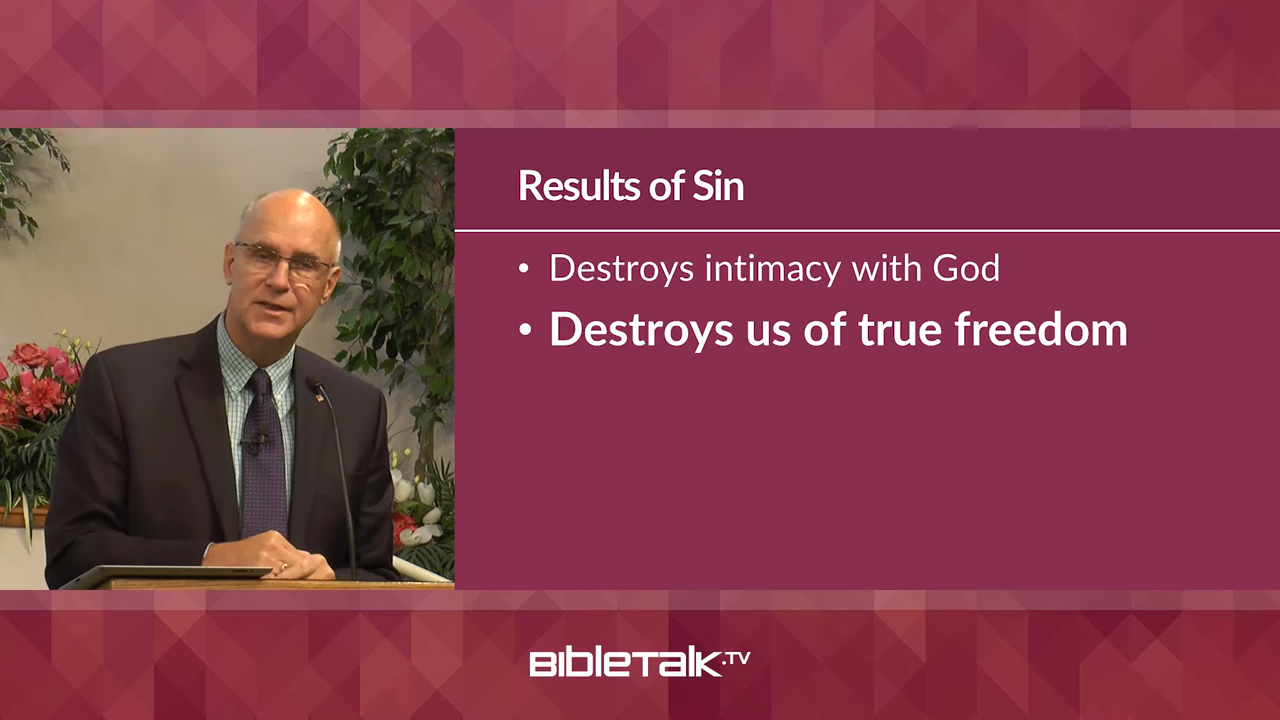 Results of Sin
• Destroys intimacy with God
• Destroys us of true freedom
BIBLETALK.TV